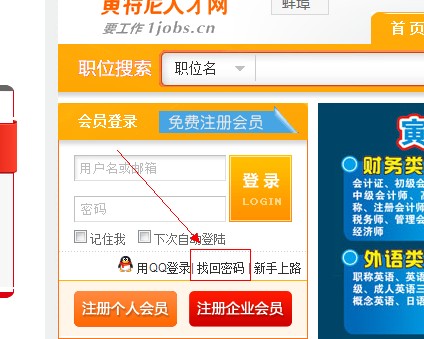 寅特尼人才网
蚌埠
要工作 1jobs.cn
首 页
职位搜索
职位名
会员登录
免费注册会员
用户名或邮箱
登 录
LOGIN
密码
记住我 下次自动登陆
用QQ登录| 找回密码 | 新手上路
注册个人会员 注册企业会员
寅
财务类
会计证、初级会
中级会计师、高
称、注册会计师
税务师、管理会
经济师
外语类
职称英语、英语
级、成人英语三
概念英语、日语